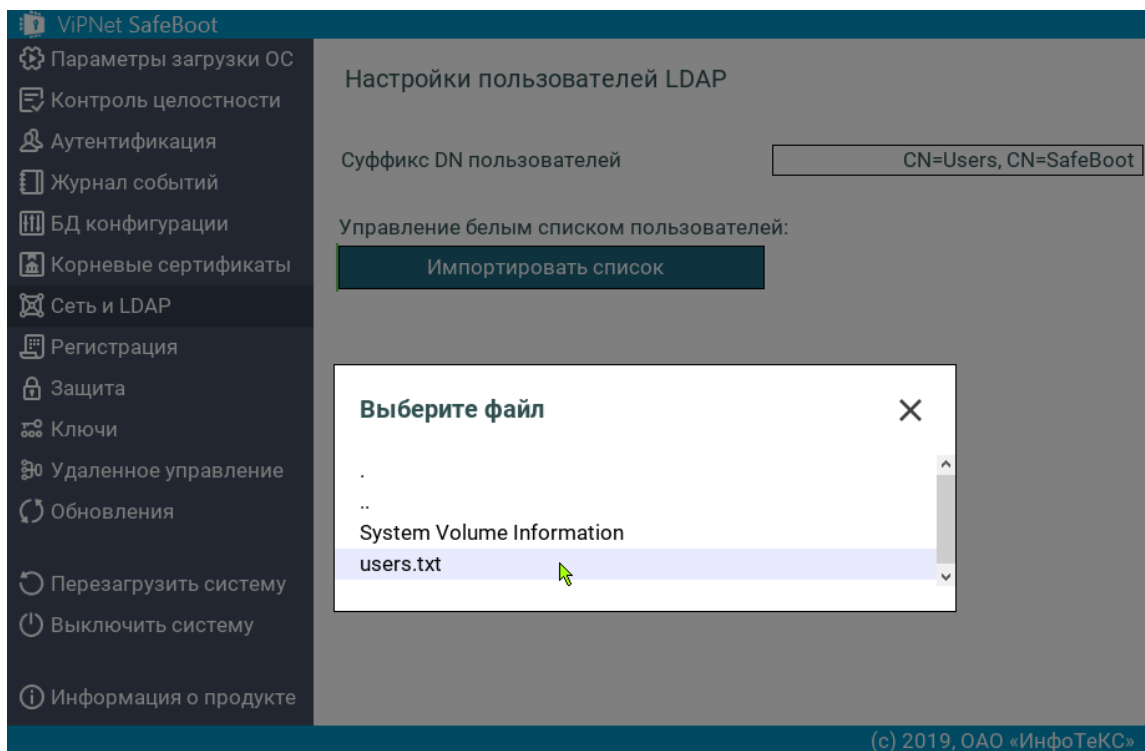 ViPNet SafeBoot
Параметры загрузки ОС
Контроль целостности
Аутентификация
Журнал событий
БД конфигурации
Корневые сертификаты
Сеть и LDAP
Регистрация
Защита
Ключи
Удаленное управление
Обновления
Перезагрузить систему
Выключить систему
Информация о продукте
Настройки пользователей LDAP
Суффикс DN пользователей CN=Users, CN=SafeBoot
Управление белым списком пользователей:
Импортировать список
Выберите файл
.
..
System Volume Information
users.txt
(c) 2019, ОАО «ИнфоТеКС»